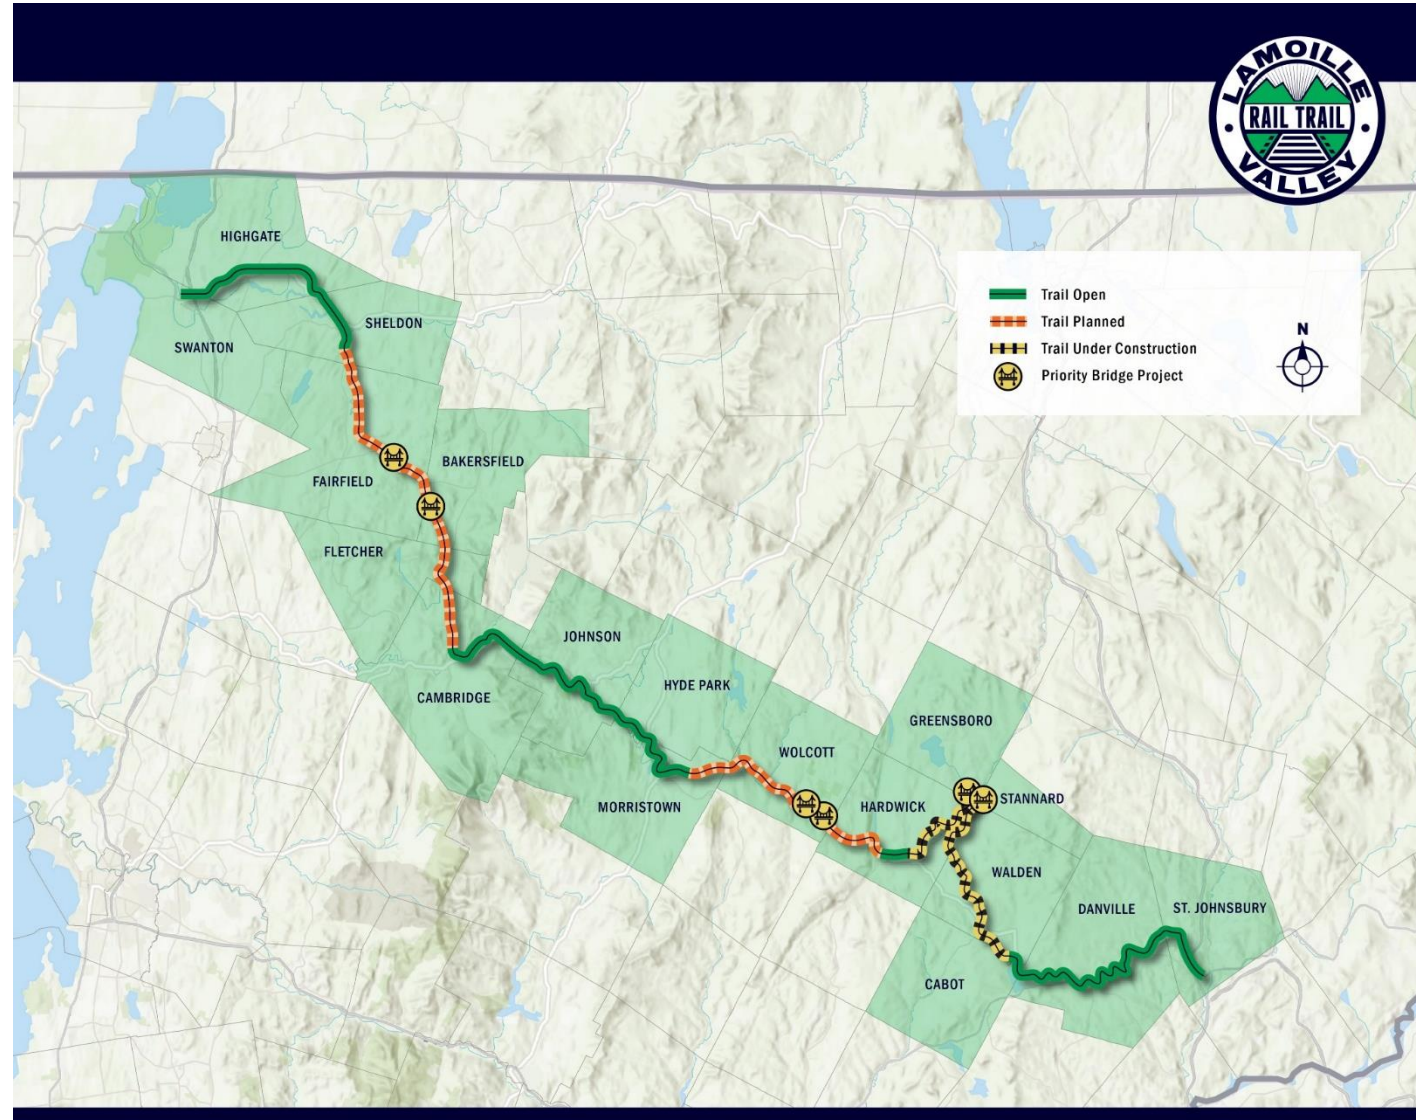 LAMOILLE
RAIL TRAIL
VALLEY
HIGHGATE
Trail Open
Trail Planned
Trail Under Construction
Priority Bridge Project
N
SHELDON
SWANTON
BAKERSFIELD
FAIRFIELD
FLETCHER
JOHNSON
HYDE PARK
CAMBRIDGE
GREENSBORO
WOLCOTT
MORRISTOWN
HARDWICK
STANNARD
WALDEN
DANVILLE
ST. JOHNSBURY
CABOT